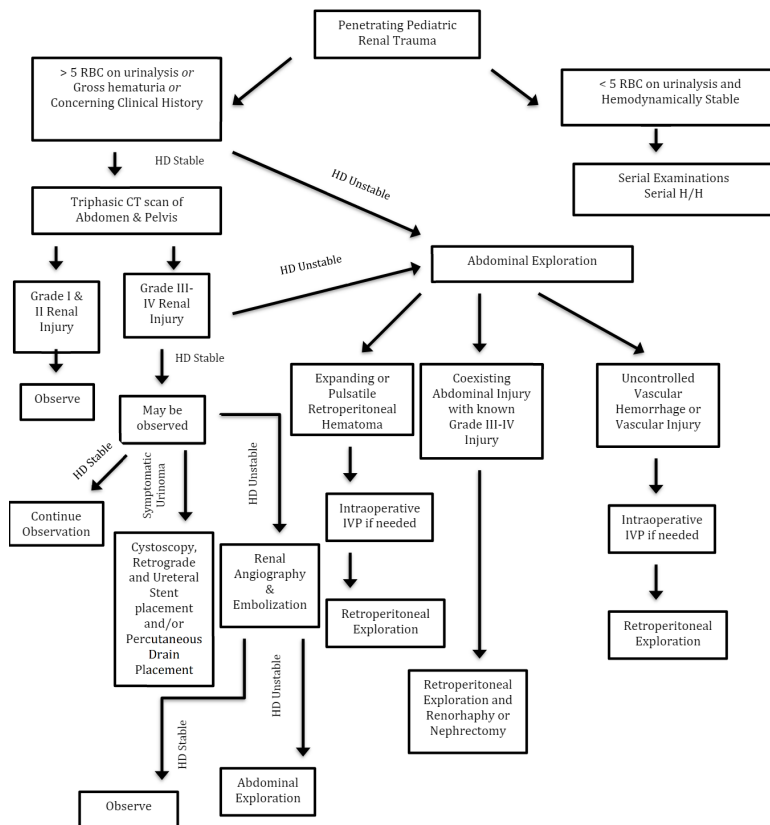 Penetrating Pediatric
Renal Trauma
> 5 RBC on urinalysis or
Gross hematuria or
Concerning Clinical History
< 5 RBC on urinalysis and
Hemodynamically Stable
HD Stable
HD Unstable
Serial Examinations
Serial H/H
Triphasic CT scan of
Abdomen & Pelvis
HD Unstable
Abdominal Exploration
Grade I &
II Renal
Injury
Grade III-
IV Renal
Injury
HD Stable
Observe
May be
observed
Expanding or
Pulsatile
Retroperitoneal
Hematoma
Coexisting
Abdominal Injury
with known
Grade III-IV
Injury
Uncontrolled
Vascular
Hemorrhage or
Vascular Injury
HD Stable
Symptomatic
Urinoma
HD Unstable
Continue
Observation
Intraoperative
IVP if needed
Intraoperative
IVP if needed
Cystoscopy,
Retrograde
and Ureteral
Stent
placement
and/or
Percutaneous
Drain
Placement
Renal
Angiography
&
Embolization
Retroperitoneal
Exploration
Retroperitoneal
Exploration
HD Stable
HD Unstable
Retroperitoneal
Exploration and
Renorhaphy or
Nephrectomy
Observe
Abdominal
Exploration